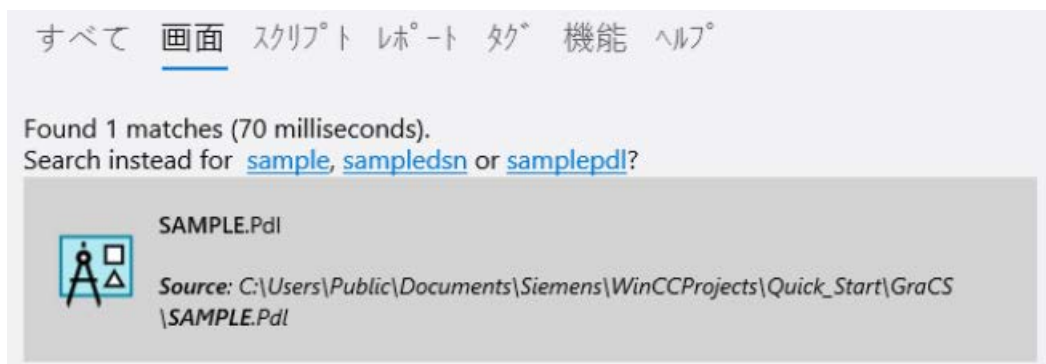 すべて 画面 ｽｸﾘﾌﾟﾄ ﾚﾎﾟｰﾄ ﾀｸﾞ 機能 ﾍﾙﾌﾟ
Found 1 matches (70 milliseconds).
Search instead for sample, sampledsn or samplepdl?
SAMPLE.Pdl
Source: C:\Users\Public\Documents\Siemens\WinCCProjects\Quick_Start\GraCS
\SAMPLE.Pdl